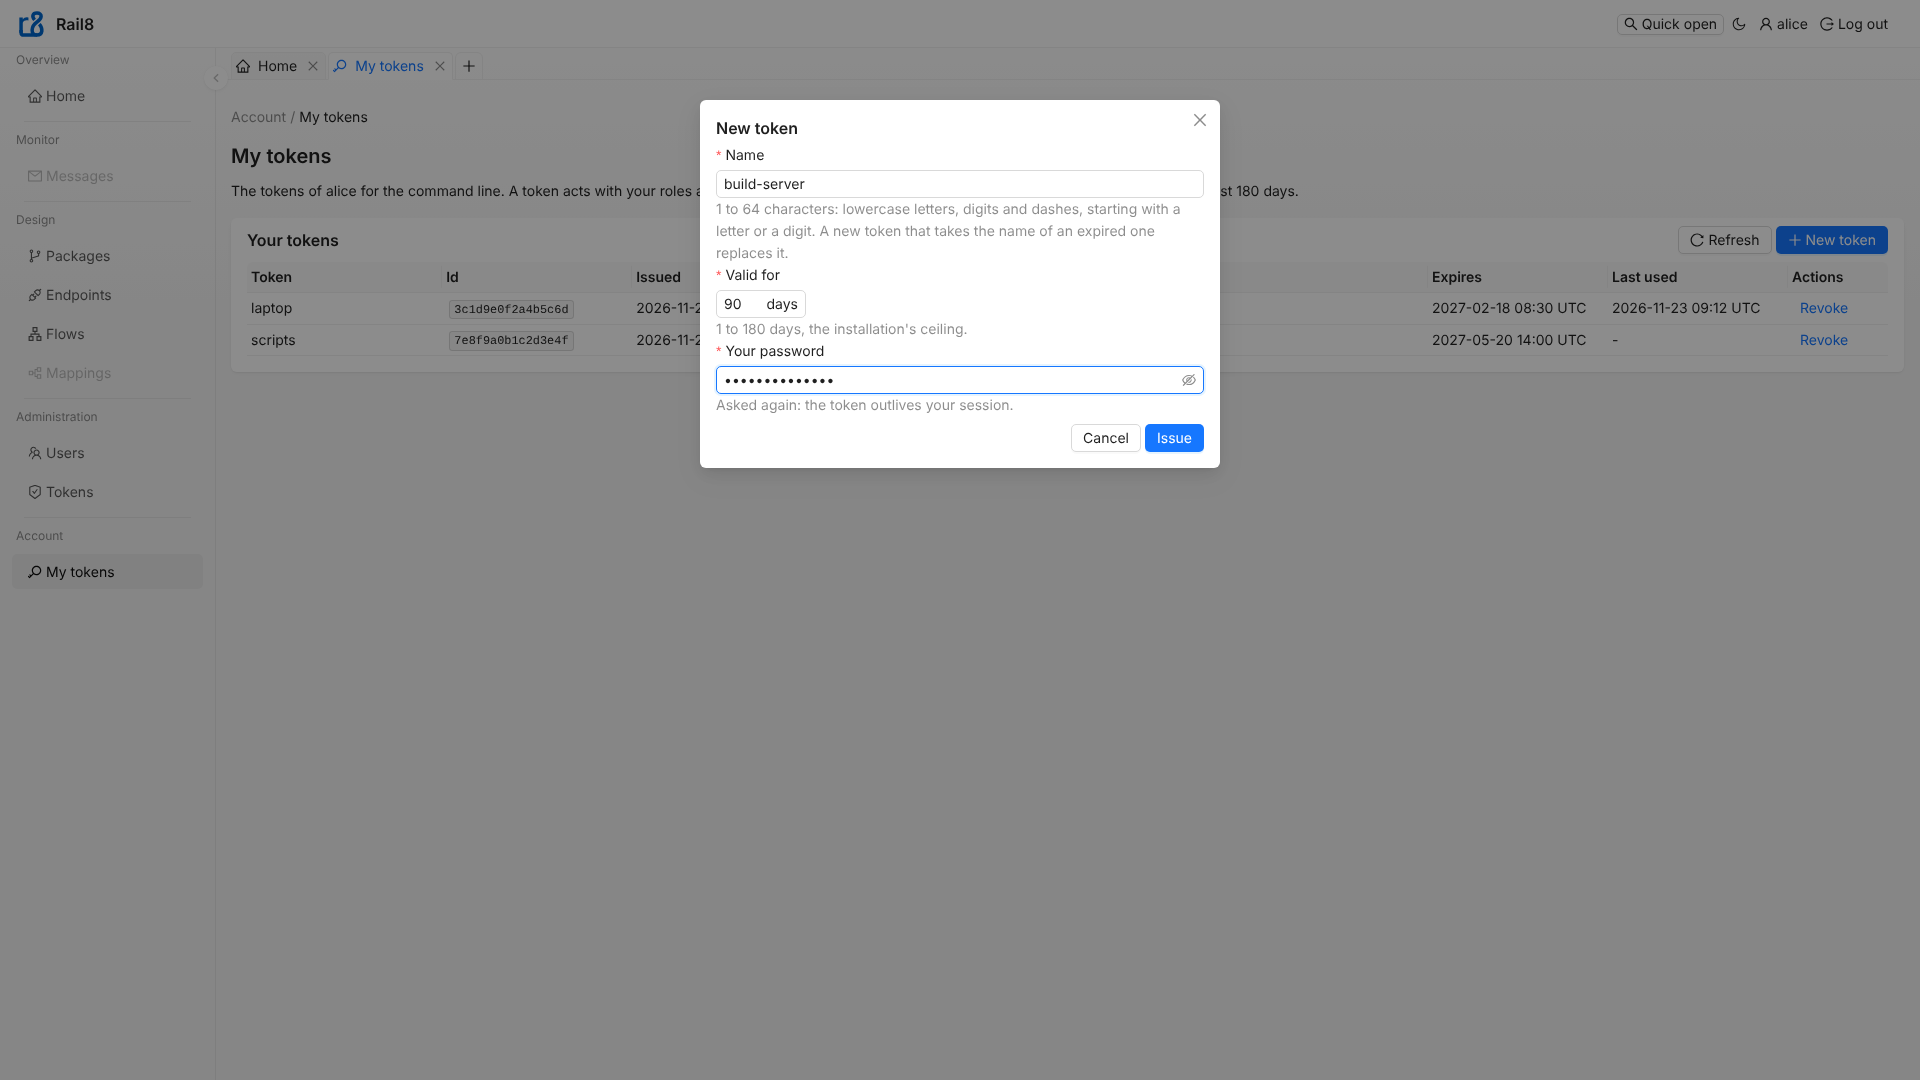 r8 Rail8
Quick open
alice
Log out
Overview
Home
Monitor
Messages
Design
Packages
Endpoints
Flows
Mappings
Administration
Users
Tokens
Account
My tokens
Home
My tokens
Account / My tokens
My tokens
The tokens of alice for the command line. A token acts with your roles
st 180 days.
Your tokens
Refresh
New token
Token Id Issued Expires Last used Actions
laptop 3c1d9e0f2a4b5c6d 2026-11-2 2027-02-18 08:30 UTC 2026-11-23 09:12 UTC Revoke
scripts 7e8f9a0b1c2d3e4f 2026-11-2 2027-05-20 14:00 UTC - Revoke
New token
* Name
build-server
1 to 64 characters: lowercase letters, digits and dashes, starting with a
letter or a digit. A new token that takes the name of an expired one
replaces it.
* Valid for
90 days
1 to 180 days, the installation's ceiling.
* Your password
••••••••••••••
Asked again: the token outlives your session.
Cancel
Issue